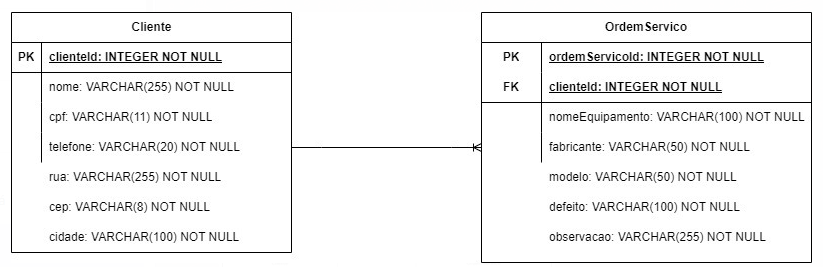 Cliente
PK clienteId: INTEGER NOT NULL
nome: VARCHAR(255) NOT NULL
cpf: VARCHAR(11) NOT NULL
telefone: VARCHAR(20) NOT NULL
rua: VARCHAR(255) NOT NULL
cep: VARCHAR(8) NOT NULL
cidade: VARCHAR(100) NOT NULL
OrdemServico
PK ordemServicoId: INTEGER NOT NULL
FK clienteId: INTEGER NOT NULL
nomeEquipamento: VARCHAR(100) NOT NULL
fabricante: VARCHAR(50) NOT NULL
modelo: VARCHAR(50) NOT NULL
defeito: VARCHAR(100) NOT NULL
observacao: VARCHAR(255) NOT NULL